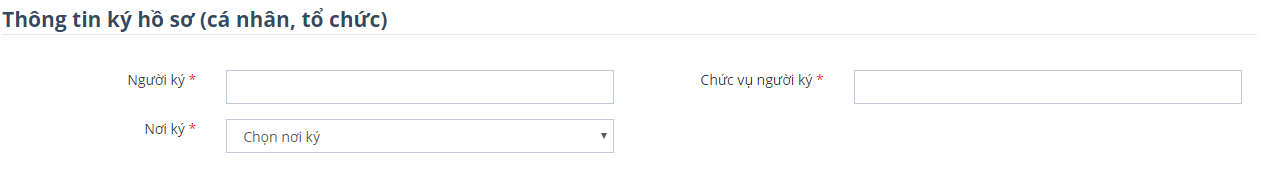 Thông tin ký hồ sơ (cá nhân, tổ chức)
Người ký *
Chức vụ người ký *
Nơi ký *
Chọn nơi ký